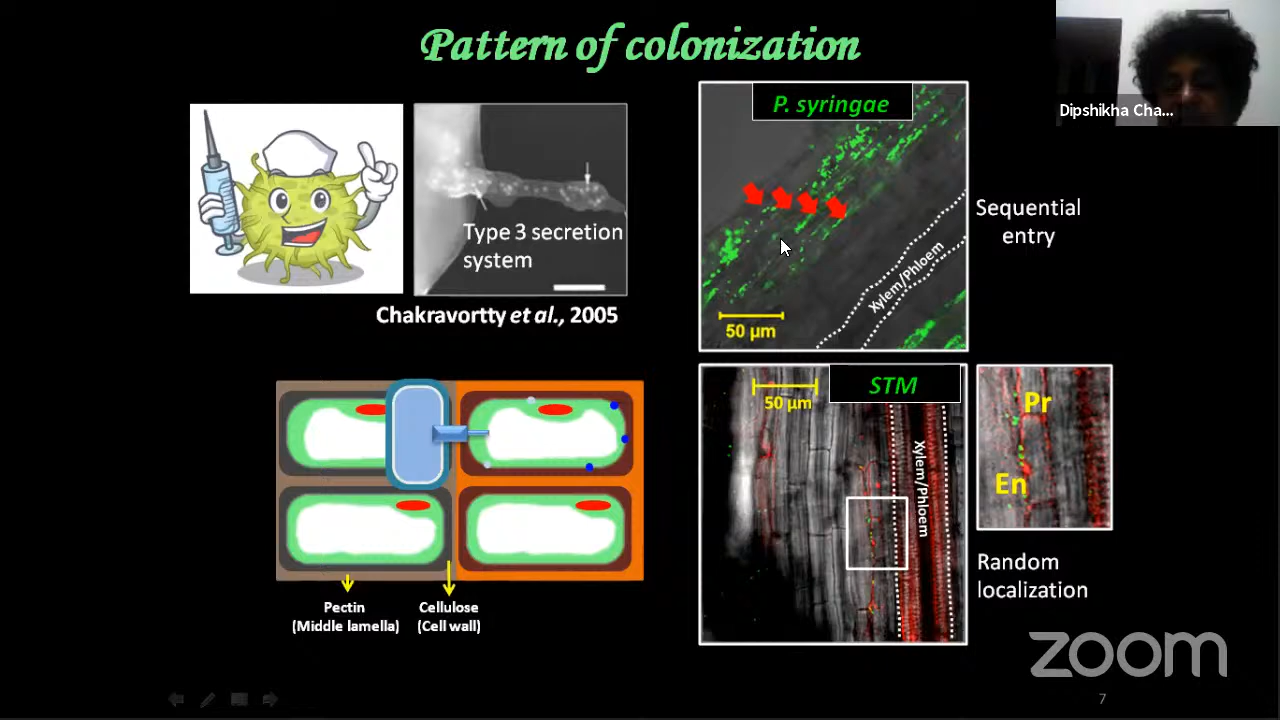 Pattern of colonization
Dipshikha Cha...
P. syringae
Type 3 secretion
system
Xylem/Phloem
50 µm
Sequential
entry
Chakravortty et al., 2005
STM
50 µm
Xylem/Phloem
Pr
En
Random
localization
Pectin
(Middle lamella)
Cellulose
(Cell wall)
zoom
7